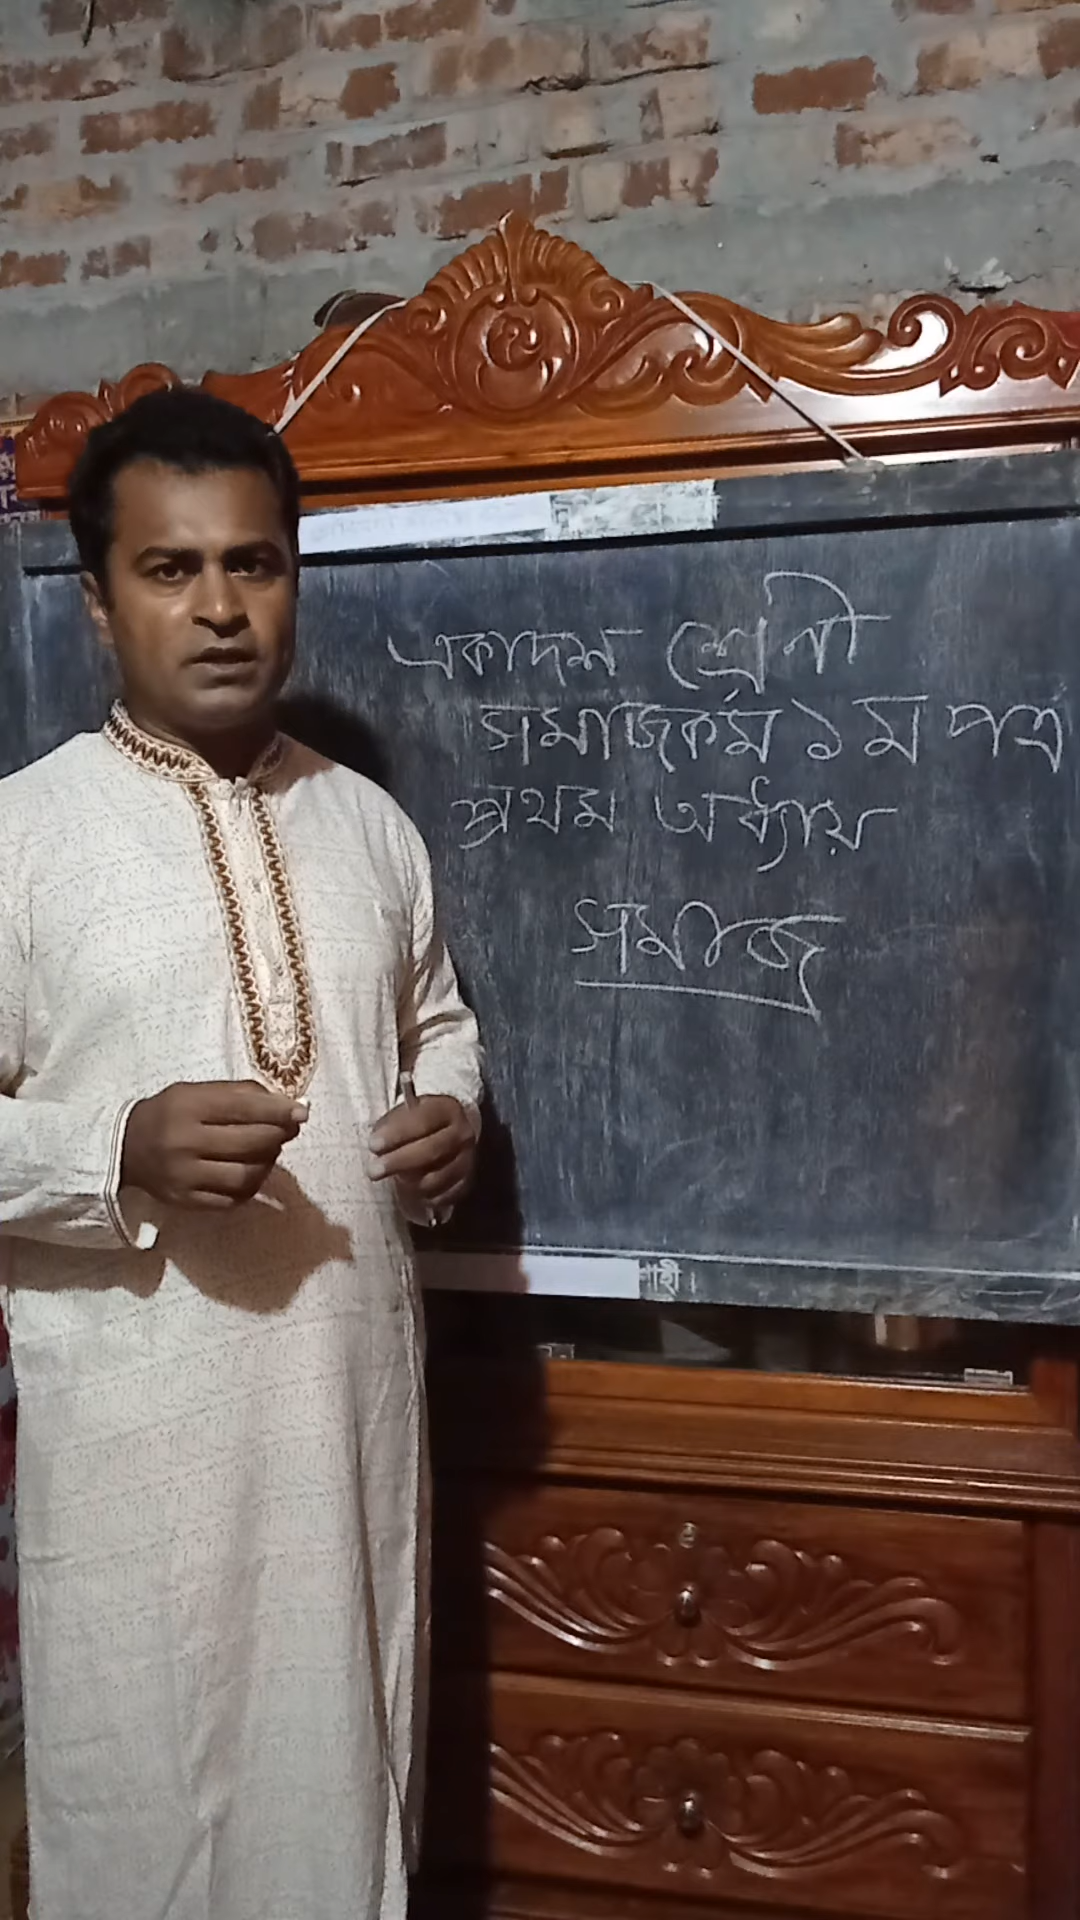 একাদশ শ্রেণী
সমাজকর্ম ১ম পত্র
প্রথম অধ্যায়
সমাজ
শাহী।